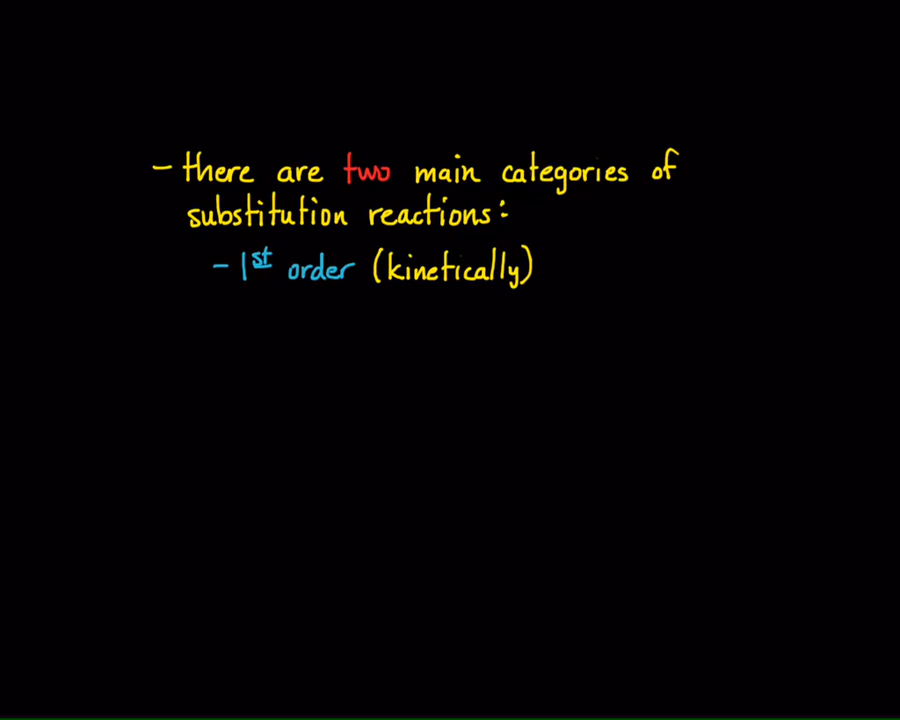 - there are two main categories of
substitution reactions:
- 1st order (kinetically)